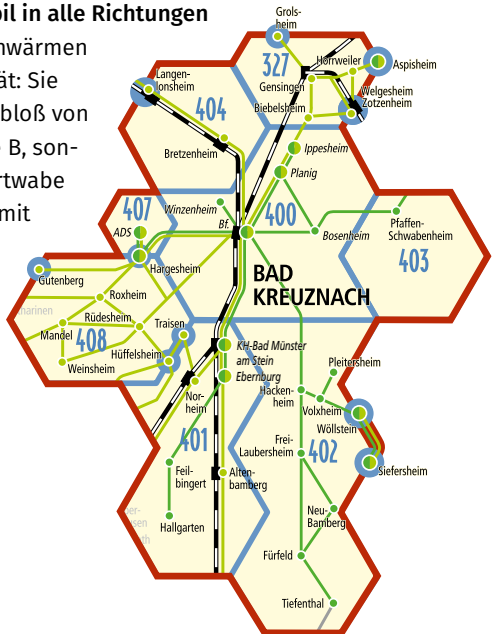 bil in alle Richtungen
nwärmen
ät: Sie
bloß von
e B, son-
rtwabe
mit
Grols-
heim
327
Horrweiler
Aspisheim
Gensingen
Welgesheim
Zotzenheim
Biebelsheim
Langen-
lonsheim
404
Bretzenheim
Ippesheim
Planig
Winzenheim
400
407
ADS
Bf.
Bosenheim
Pfaffen-
Schwabenheim
403
Hargesheim
Gutenberg
BAD
KREUZNACH
Roxheim
marinen
Rüdesheim
Traisen
Mandel
408
Hüffelsheim
Weinsheim
KH-Bad Münster
am Stein
Ebernburg
Pleitersheim
Nor-
heim
Hacken-
heim
Volxheim
Wöllstein
401
Frei-
Laubersheim
402
Siefersheim
Feil-
bingert
Alten-
bamberg
Neu-
Bamberg
Hallgarten
Fürfeld
Tiefenthal